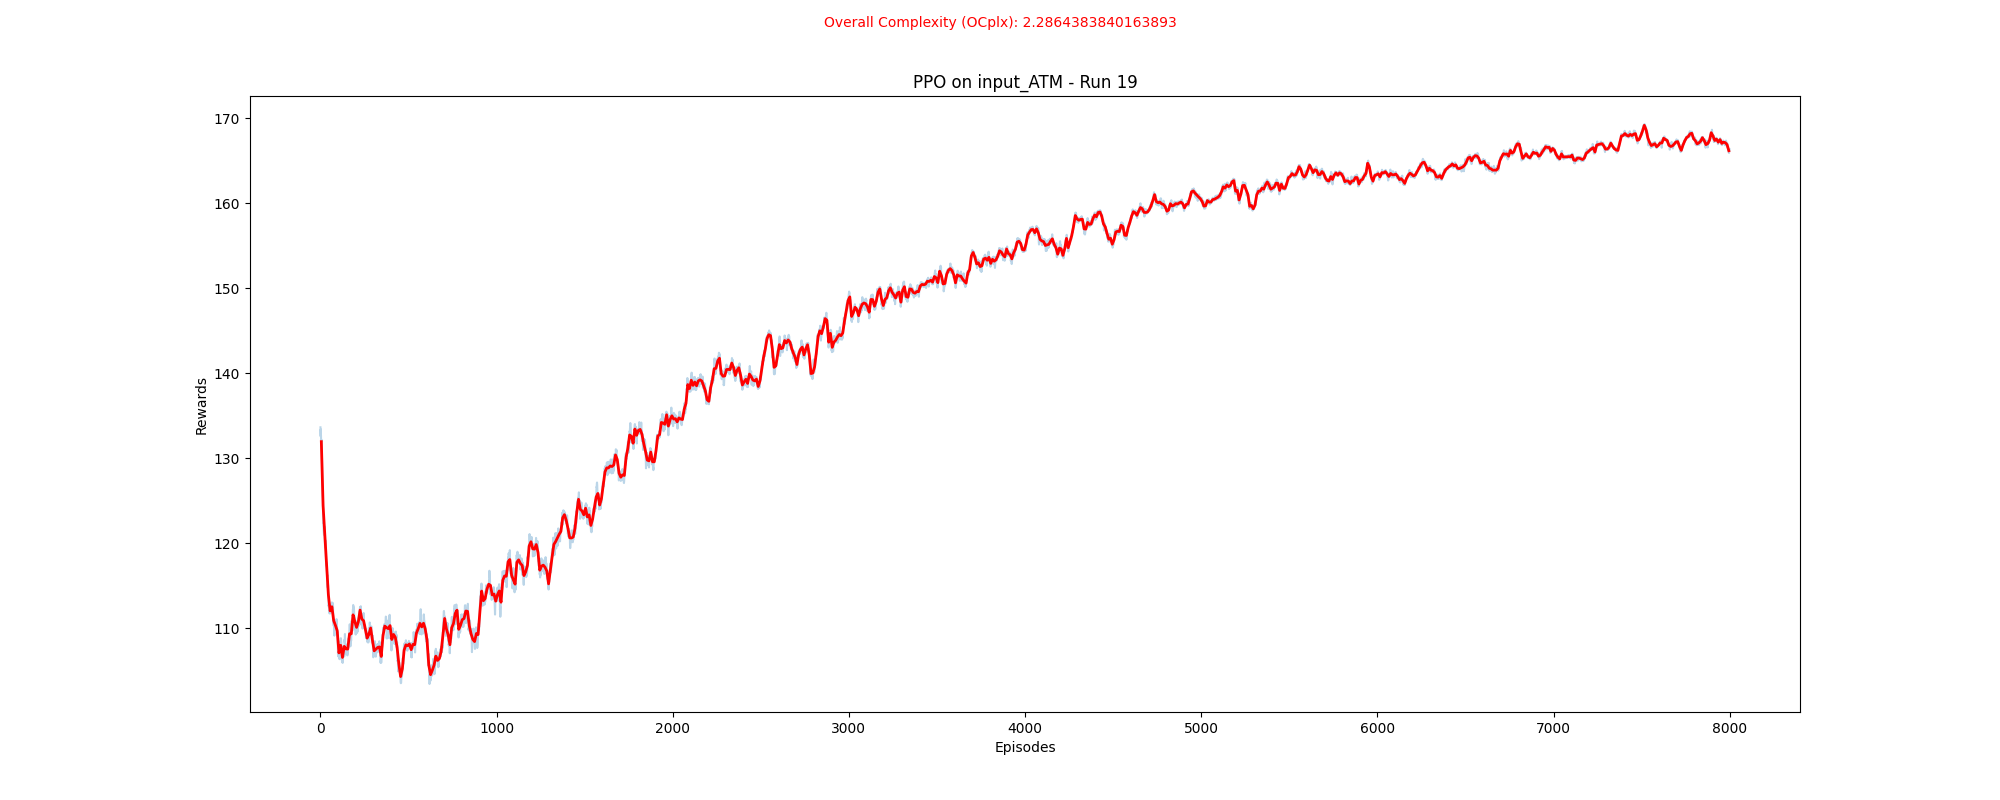 Overall Complexity (OCplx): 2.2864383840163893
PPO on input_ATM - Run 19
170
160
150
140
130
120
110
Rewards
0 1000 2000 3000 4000 5000 6000 7000 8000
Episodes